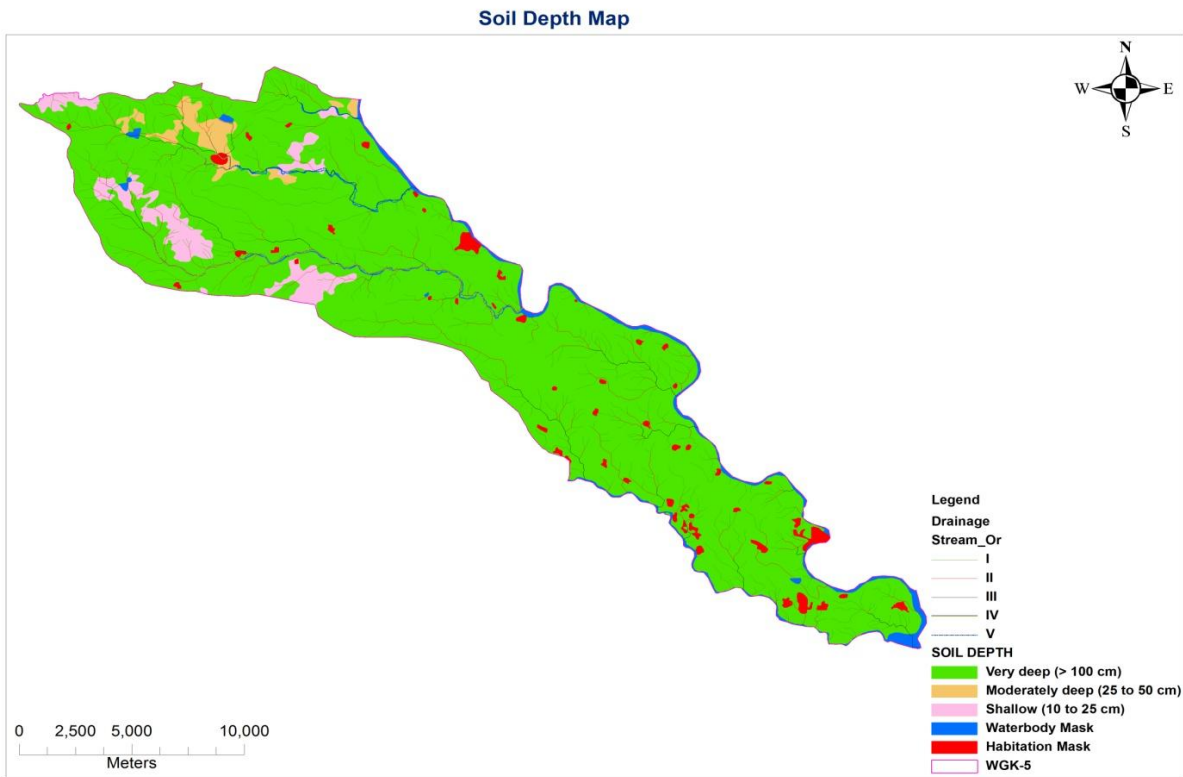 Soil Depth Map
N
W E
S
Legend
Drainage
Stream_Or
I
II
III
IV
V
SOIL DEPTH
Very deep (> 100 cm)
Moderately deep (25 to 50 cm)
Shallow (10 to 25 cm)
Waterbody Mask
Habitation Mask
WGK-5
0 2,500 5,000 10,000
Meters